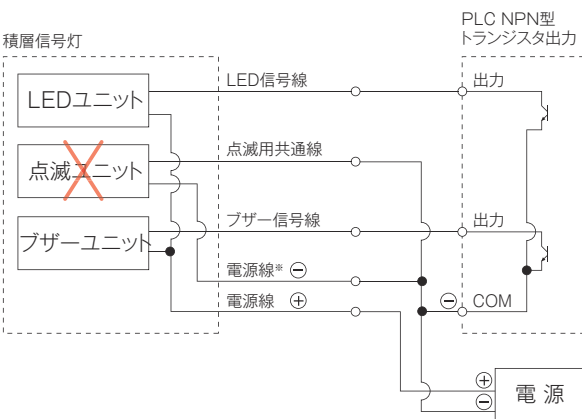 PLC NPN型
トランジスタ出力
積層信号灯
LED信号線
出力
LEDユニット
点滅用共通線
点滅ユニット
ブザー信号線
出力
ブザーユニット
電源線※ ⊖
電源線 ⊕
⊖ COM
⊕
⊖
電 源